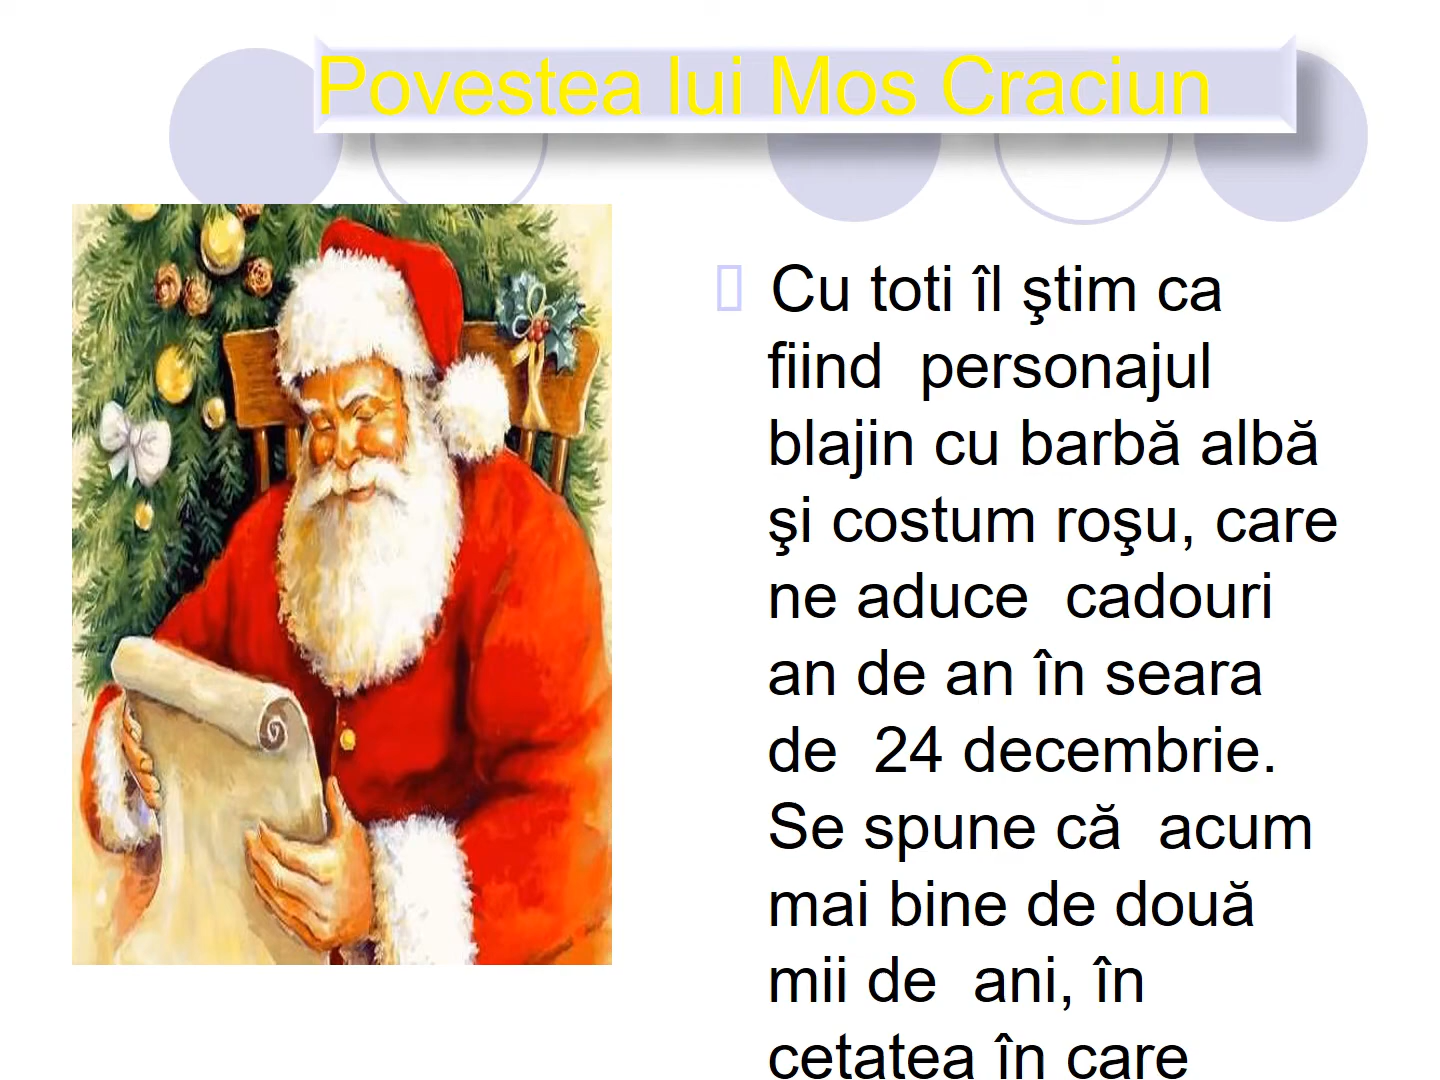 Povestea lui Mos Craciun
Cu toti îl ştim ca
fiind  personajul
blajin cu barbă albă
şi costum roşu, care
ne aduce  cadouri
an de an în seara
de  24 decembrie.
Se spune că  acum
mai bine de două
mii de  ani, în
cetatea în care